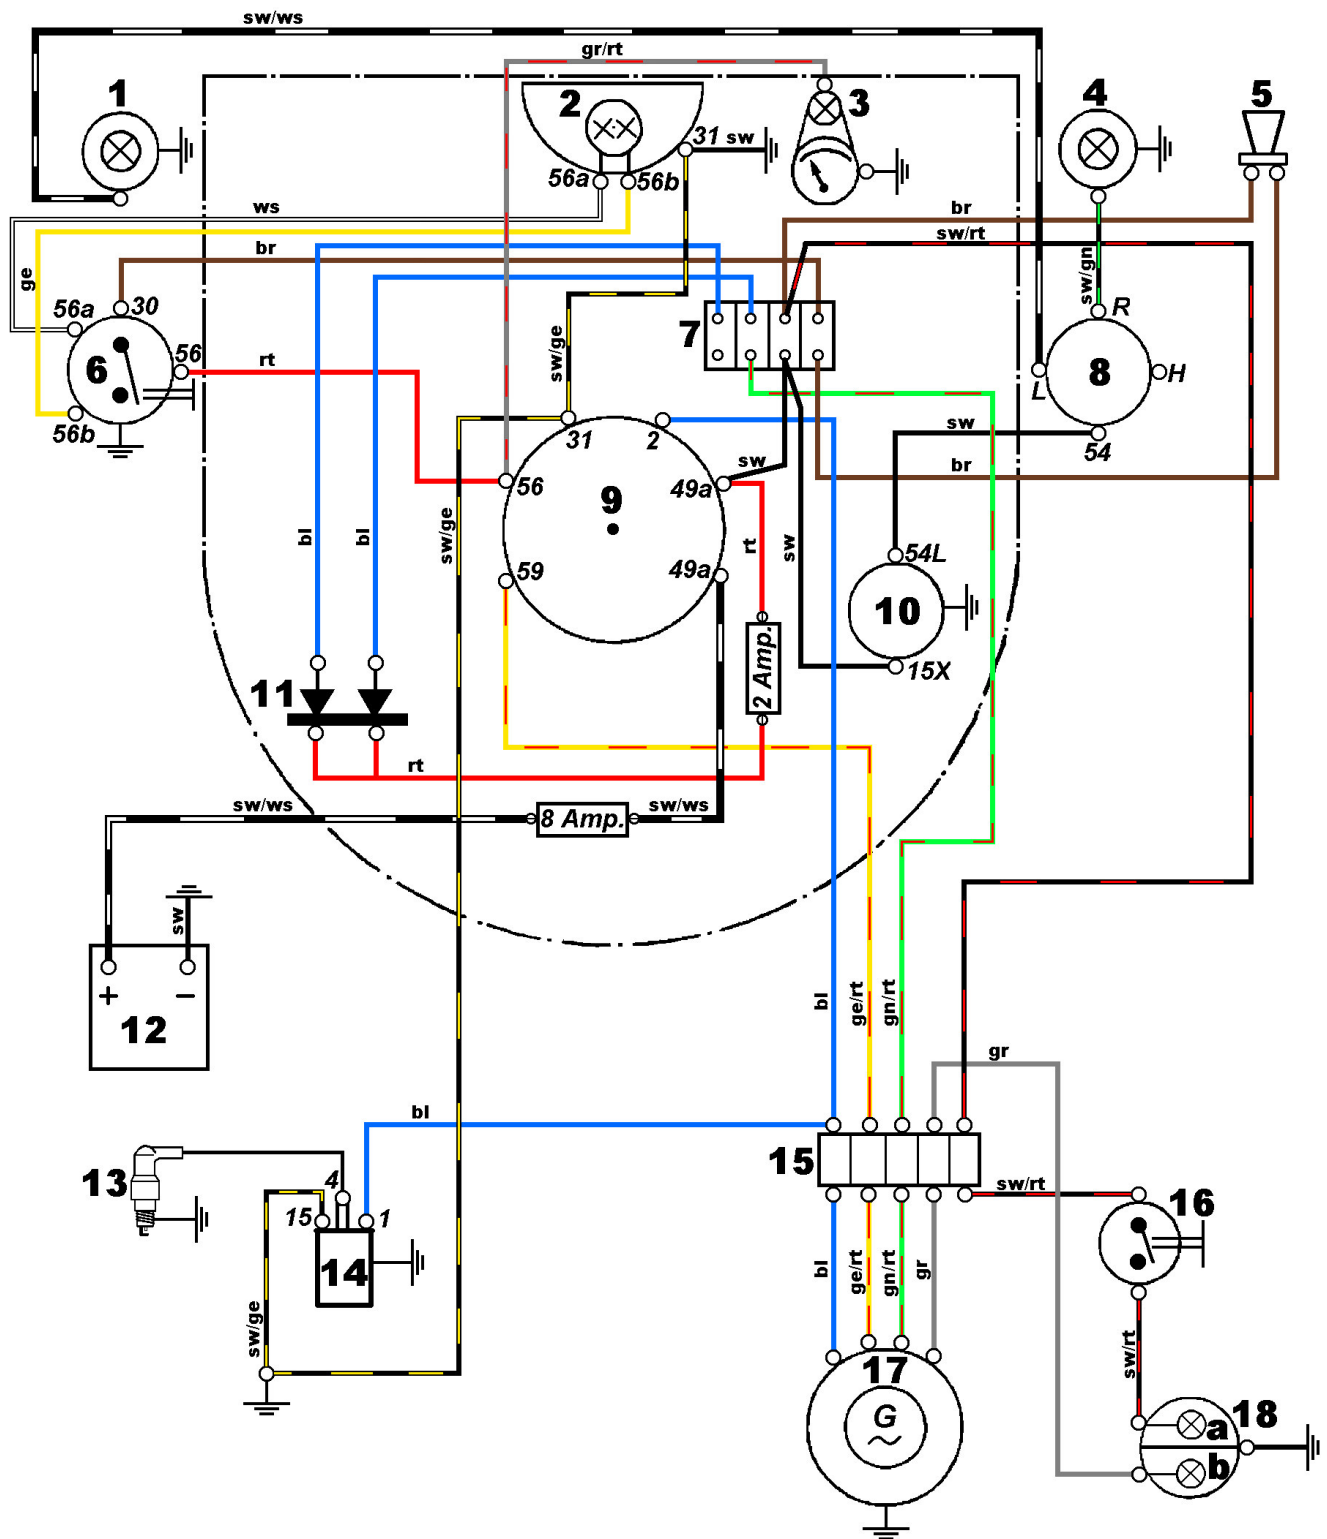 sw/ws
gr/rt
1
2
3
4
5
31
sw
56a
56b
ws
br
sw/rt
br
ge
sw/gn
56a
30
R
7
6
56
rt
sw/ge
8
H
L
56b
31
2
sw
54
sw
br
56
49a
9
bl
bl
sw/ge
rt
sw
54L
59
49a
10
15X
2 Amp.
11
rt
sw/ws
8 Amp.
sw/ws
sw
+
−
12
bl
ge/rt
gn/rt
gr
bl
15
13
4
sw/rt
16
15
1
14
bl
ge/rt
gn/rt
gr
sw/ge
sw/rt
17
G
18
a
b